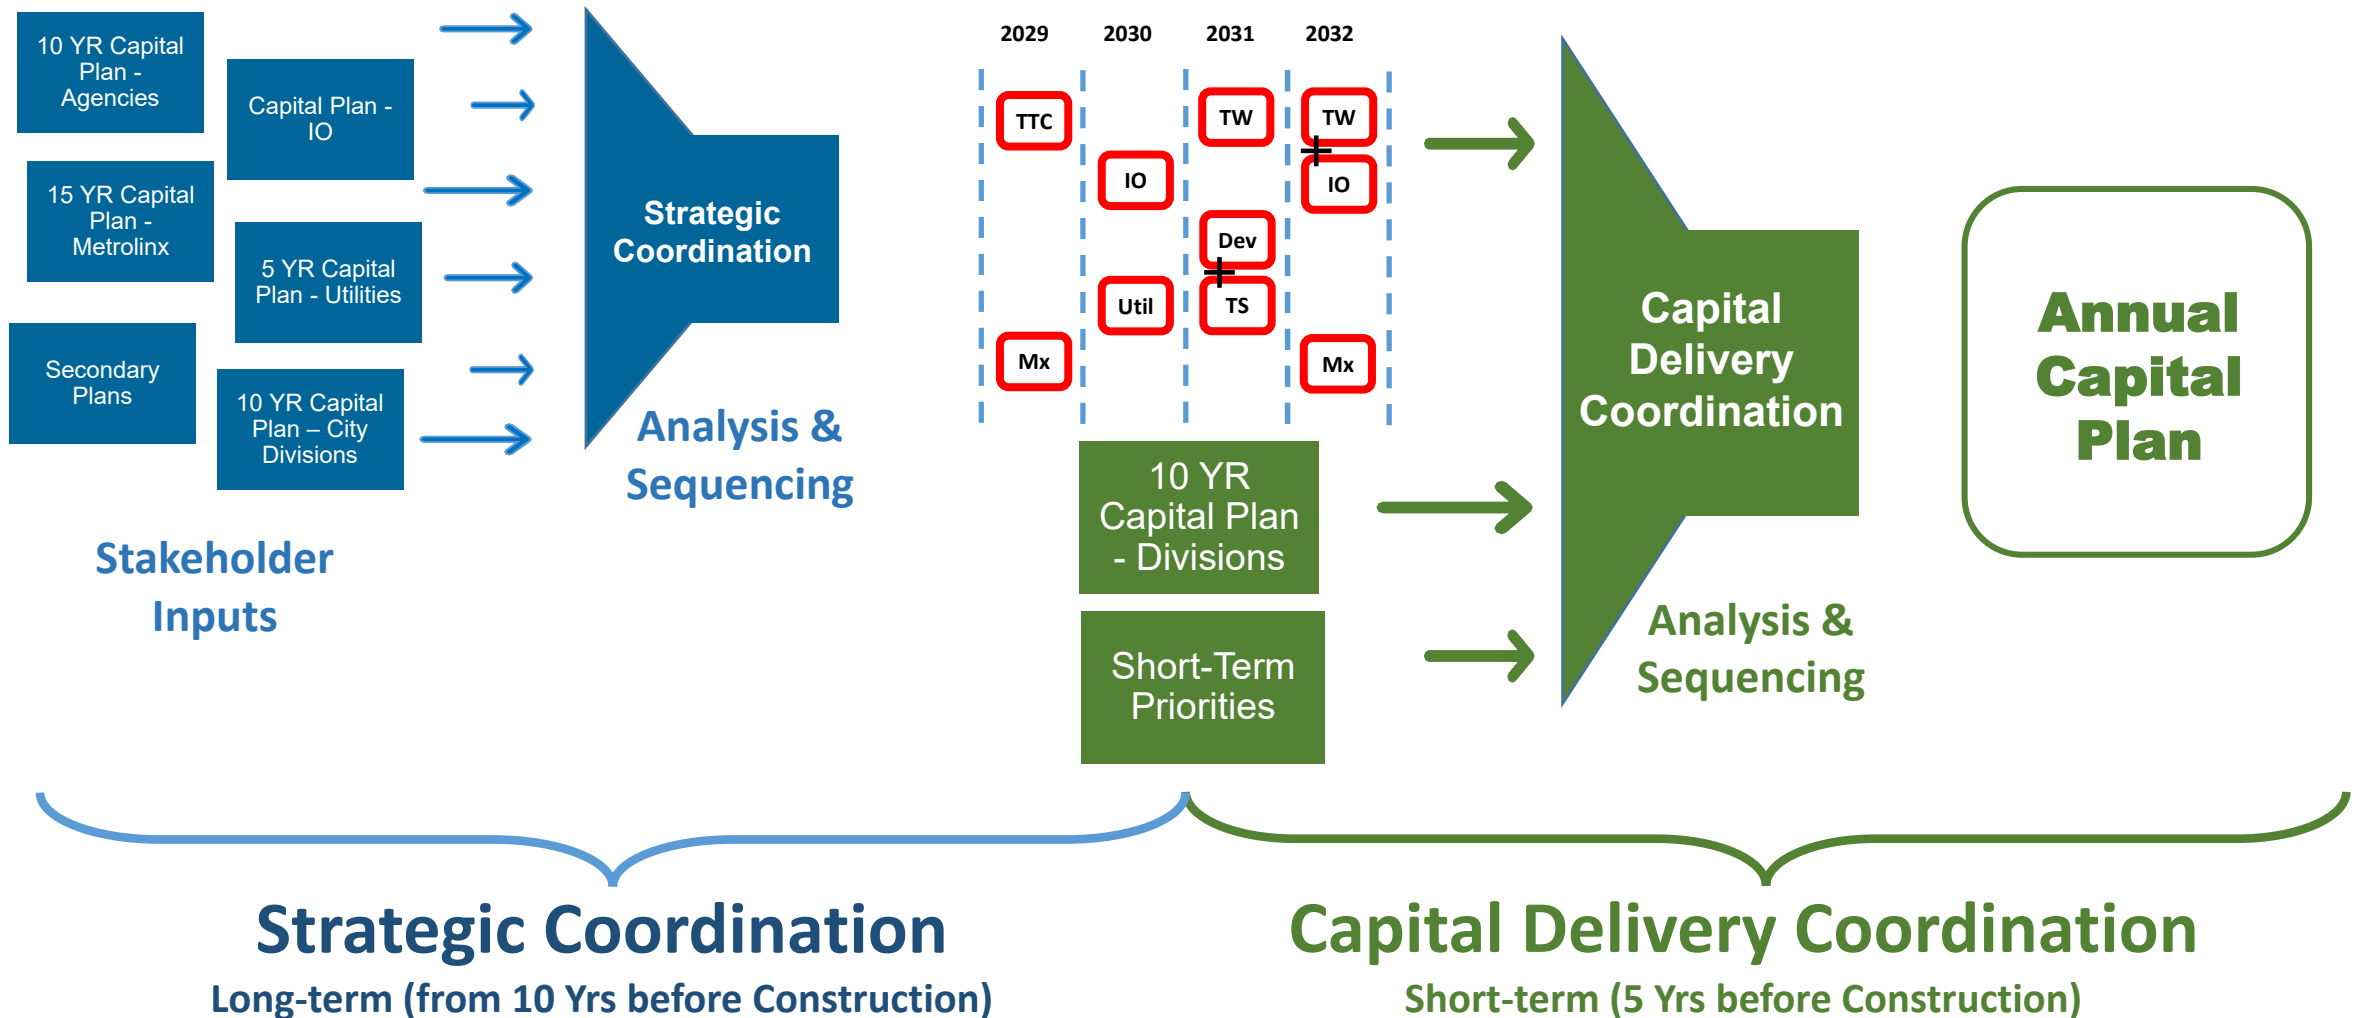 10 YR Capital
Plan -
Agencies
Capital Plan -
IO
15 YR Capital
Plan -
Metrolinx
5 YR Capital
Plan - Utilities
Secondary
Plans
10 YR Capital
Plan – City
Divisions
Stakeholder
Inputs
Strategic
Coordination
Analysis &
Sequencing
2029 2030 2031 2032
TTC
Mx
IO
Util
TW
Dev
+
TS
TW
+
IO
Mx
10 YR
Capital Plan
- Divisions
Short-Term
Priorities
Capital
Delivery
Coordination
Analysis &
Sequencing
Annual
Capital
Plan
Strategic Coordination
Long-term (from 10 Yrs before Construction)
Capital Delivery Coordination
Short-term (5 Yrs before Construction)